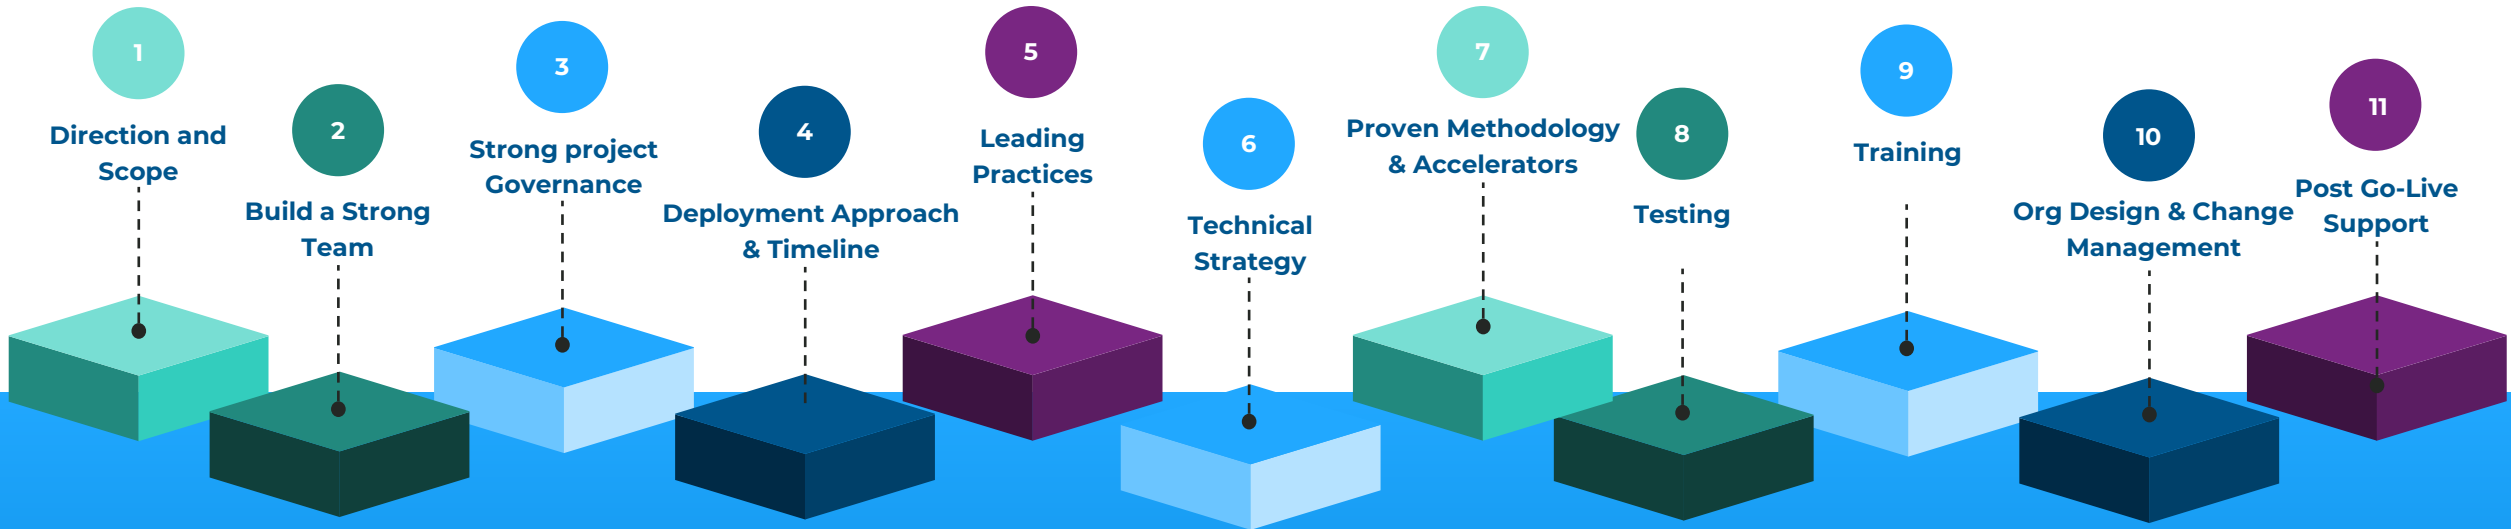 1
Direction and
Scope
2
Build a Strong
Team
3
Strong project
Governance
4
Deployment Approach
& Timeline
5
Leading
Practices
6
Technical
Strategy
7
Proven Methodology
& Accelerators
8
Testing
9
Training
10
Org Design & Change
Management
11
Post Go-Live
Support